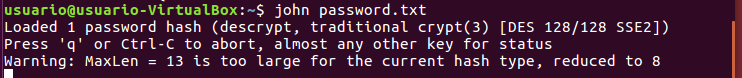 usuario@usuario-VirtualBox:~$ john password.txt
Loaded 1 password hash (descrypt, traditional crypt(3) [DES 128/128 SSE2])
Press 'q' or Ctrl-C to abort, almost any other key for status
Warning: MaxLen = 13 is too large for the current hash type, reduced to 8